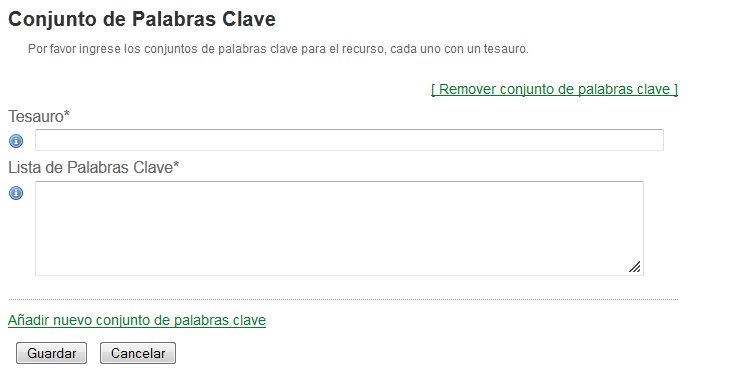 Conjunto de Palabras Clave
Por favor ingrese los conjuntos de palabras clave para el recurso, cada uno con un tesauro.
[ Remover conjunto de palabras clave ]
Tesauro*
Lista de Palabras Clave*
Añadir nuevo conjunto de palabras clave
Guardar Cancelar